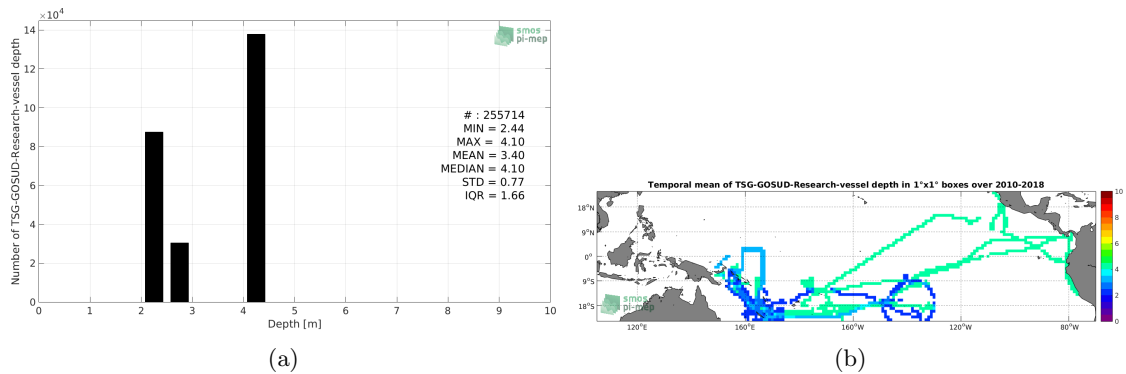 ×10⁴
14
12
10
8
6
4
2
0
Number of TSG-GOSUD-Research-vessel depth
smos
pi-mep
# : 255714
MIN = 2.44
MAX = 4.10
MEAN = 3.40
MEDIAN = 4.10
STD = 0.77
IQR = 1.66
0 1 2 3 4 5 6 7 8 9 10
Depth [m]
(a)
Temporal mean of TSG-GOSUD-Research-vessel depth in 1°x1° boxes over 2010-2018
18°N
9°N
0°
9°S
18°S
smos
pi-mep
120°E 160°E 160°W 120°W 80°W
10
8
6
4
2
0
(b)